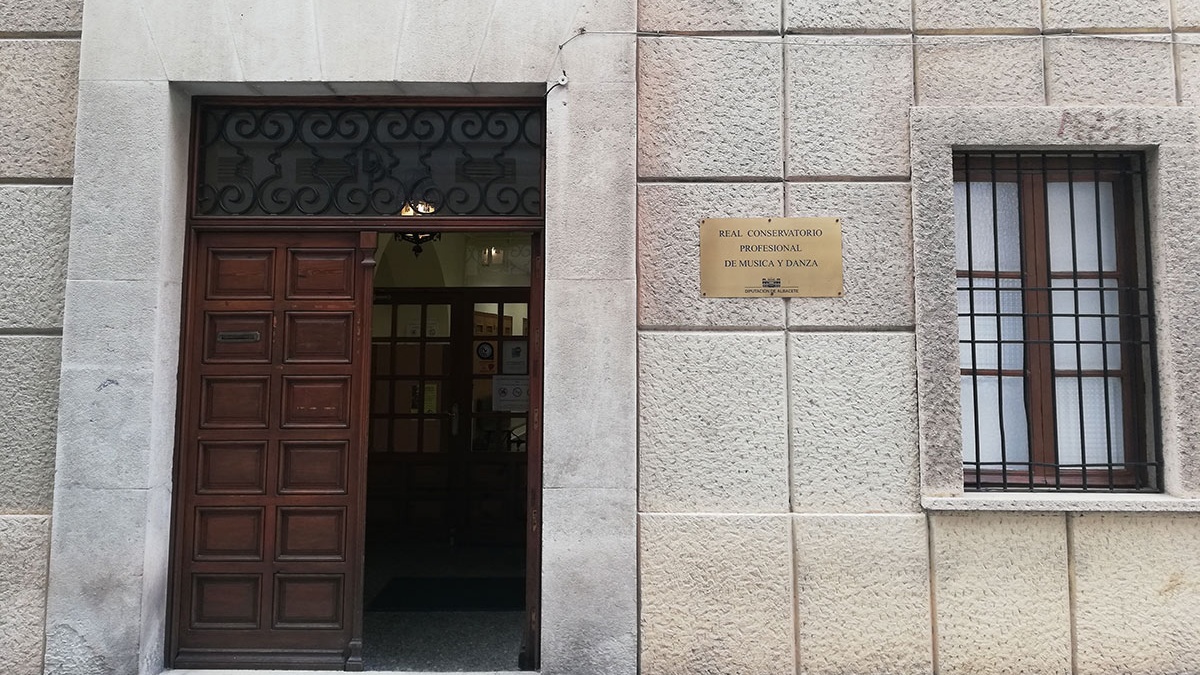 REAL CONSERVATORIO
PROFESIONAL
DE MUSICA Y DANZA
DIPUTACIÓN DE ALBACETE